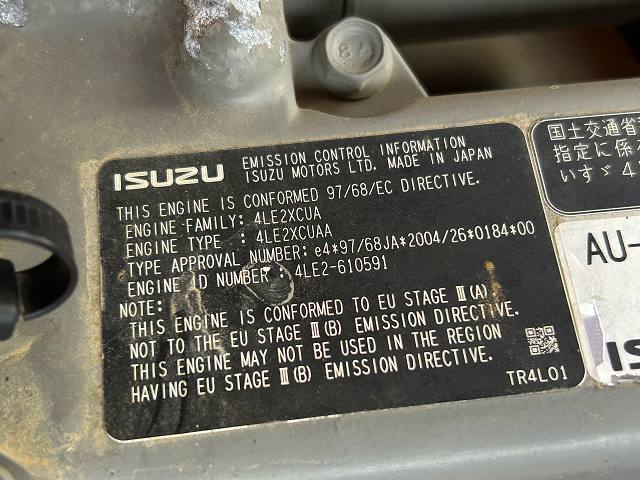 84
ISUZU
EMISSION CONTROL INFORMATION
ISUZU MOTORS LTD. MADE IN JAPAN
THIS ENGINE IS CONFORMED 97/68/EC DIRECTIVE.
ENGINE FAMILY: 4LE2XCUA
ENGINE TYPE : 4LE2XCUAA
TYPE APPROVAL NUMBER: e4*97/68JA*2004/26*0184*00
ENGINE ID NUMBER : 4LE2-610591
NOTE:
THIS ENGINE IS CONFORMED TO EU STAGE Ⅲ(A)
NOT TO THE EU STAGE Ⅲ(B) EMISSION DIRECTIVE.
THIS ENGINE MAY NOT BE USED IN THE REGION
HAVING EU STAGE Ⅲ(B) EMISSION DIRECTIVE.
TR4L01
国土交通省
指定に係る
いすゞ4
AU-